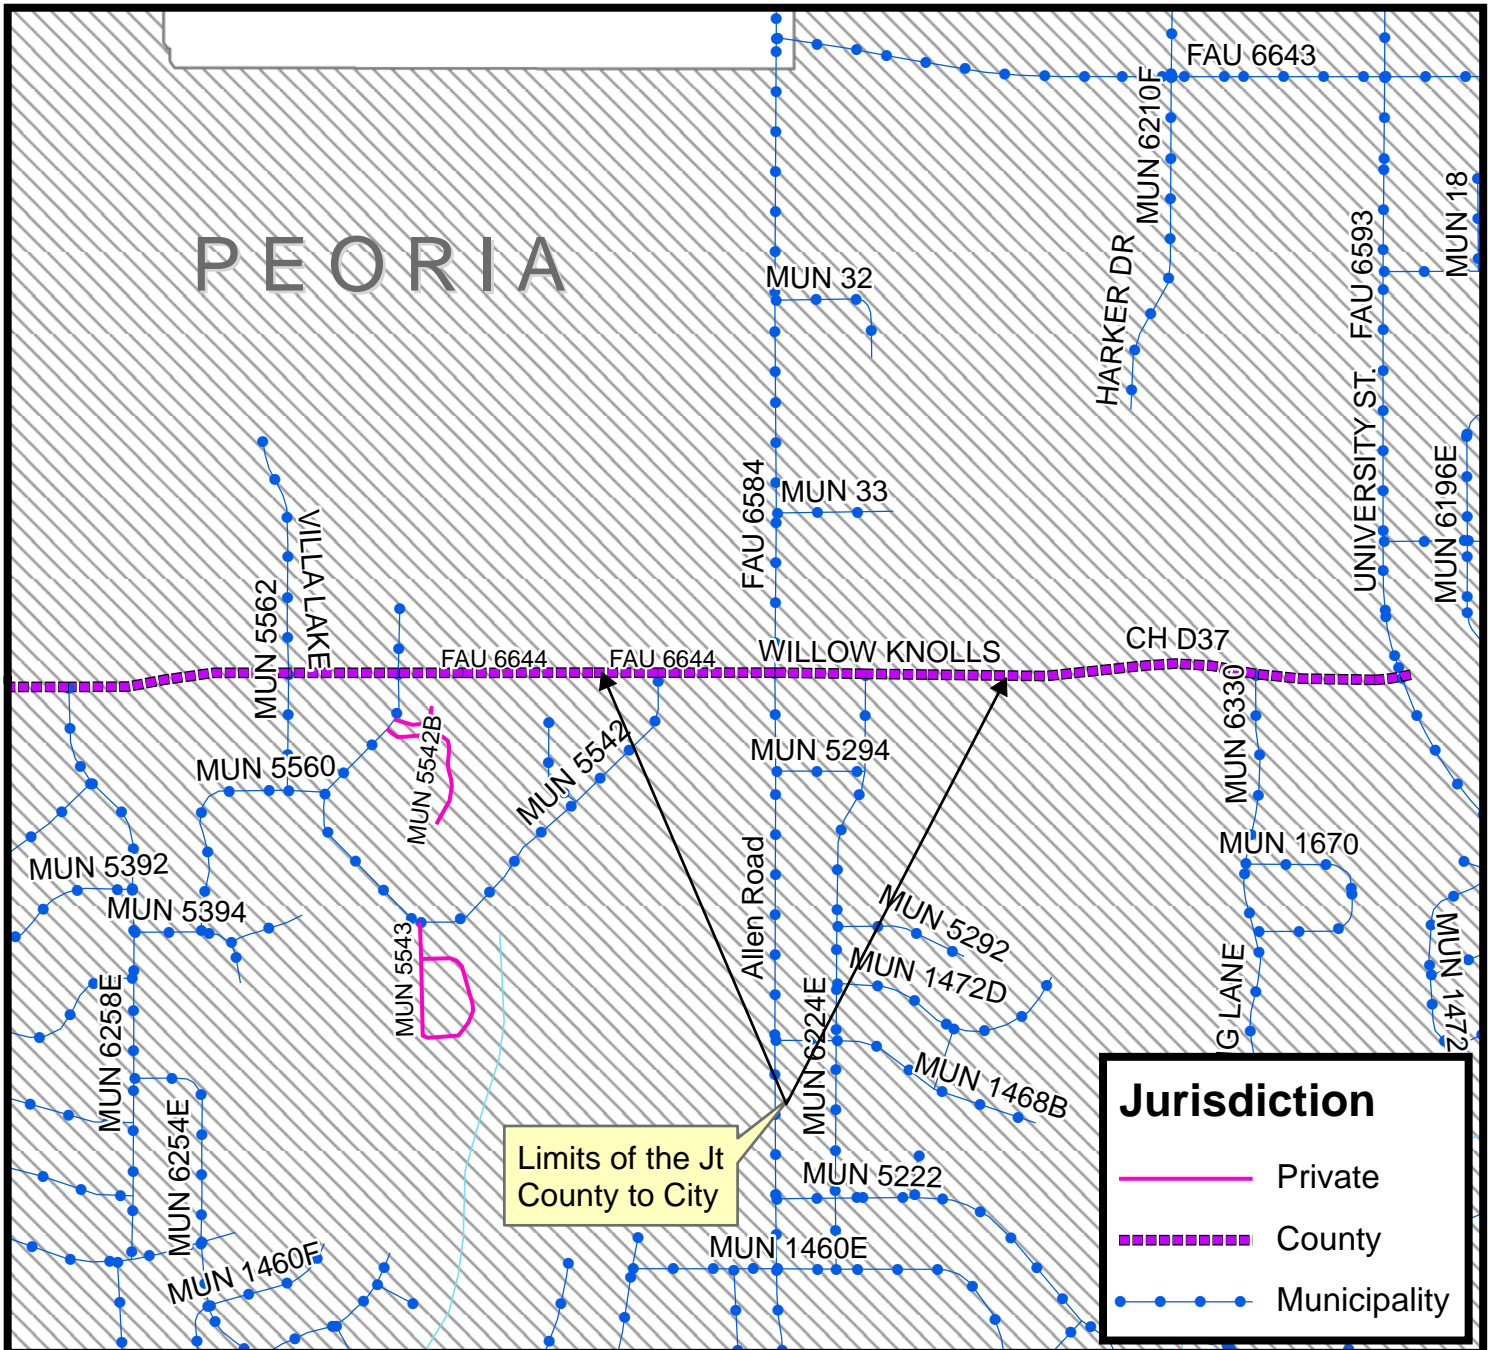 FAU 6643
MUN 6210F
MUN 18
PEORIA
FAU 6593
HARKER DR
MUN 32
UNIVERSITY ST.
MUN 6196E
FAU 6584
MUN 33
VILLA LAKE
MUN 5562
FAU 6644
FAU 6644
WILLOW KNOLLS
CH D37
MUN 6330
MUN 5542B
MUN 5542
MUN 5294
MUN 5560
MUN 1670
MUN 5392
MUN 5394
Allen Road
MUN 5292
MUN 1472D
MUN 1472
MUN 5543
MUN 6258E
MUN 6224E
G LANE
MUN 1468B
MUN 6254E
Limits of the Jt
County to City
MUN 5222
MUN 1460E
MUN 1460F
Jurisdiction
Private
County
Municipality